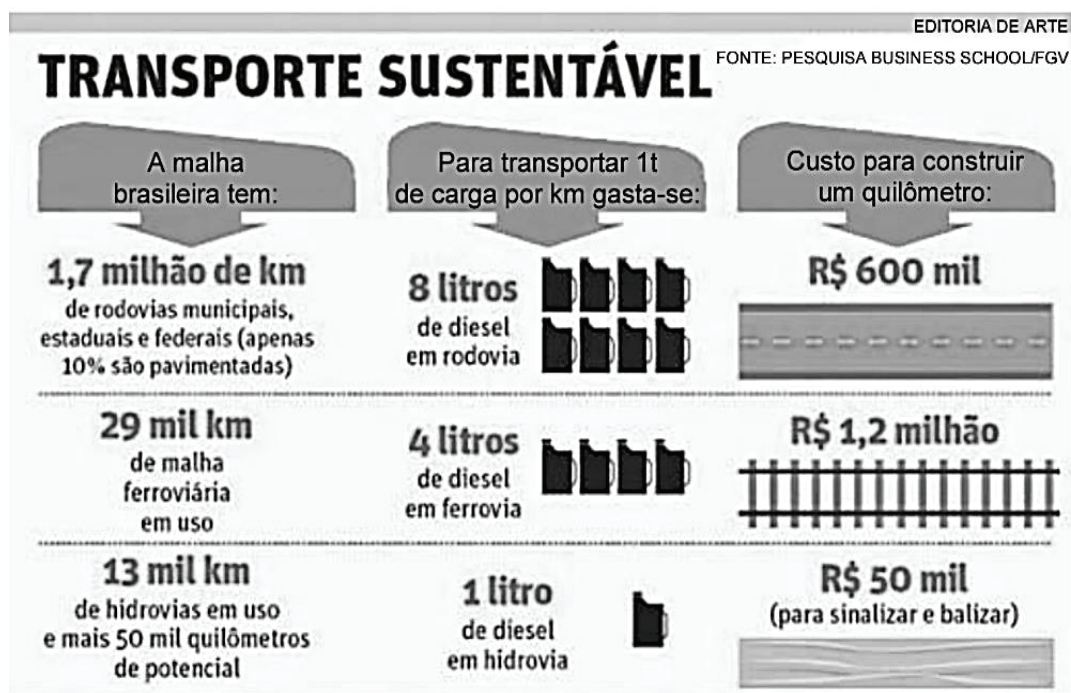 EDITORIA DE ARTE
TRANSPORTE SUSTENTÁVEL
FONTE: PESQUISA BUSINESS SCHOOL/FGV
A malha
brasileira tem:
Para transportar 1t
de carga por km gasta-se:
Custo para construir
um quilômetro:
1,7 milhão de km
de rodovias municipais,
estaduais e federais (apenas
10% são pavimentadas)
8 litros
de diesel
em rodovia
R$ 600 mil
29 mil km
de malha
ferroviária
em uso
4 litros
de diesel
em ferrovia
R$ 1,2 milhão
13 mil km
de hidrovias em uso
e mais 50 mil quilômetros
de potencial
1 litro
de diesel
em hidrovia
R$ 50 mil
(para sinalizar e balizar)